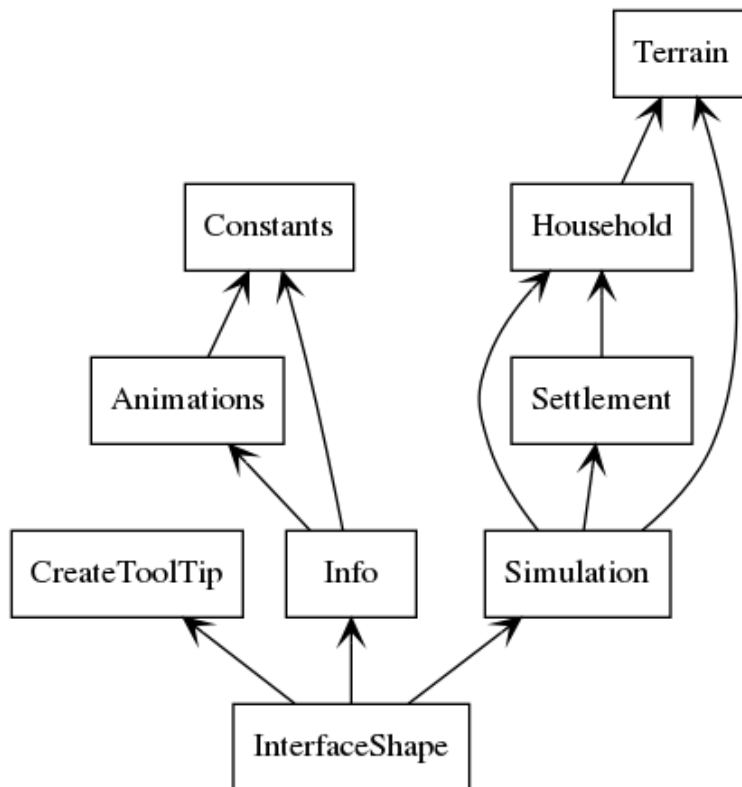 Terrain
Constants
Household
Animations
Settlement
CreateToolTip
Info
Simulation
InterfaceShape